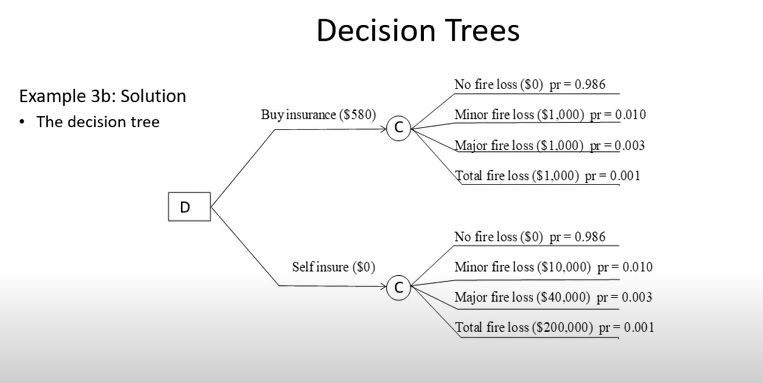 Decision Trees
Example 3b: Solution
• The decision tree
Buy insurance ($580)
C
No fire loss ($0) pr = 0.986
Minor fire loss ($1,000) pr = 0.010
Major fire loss ($1,000) pr = 0.003
Total fire loss ($1,000) pr = 0.001
D
Self insure ($0)
C
No fire loss ($0) pr = 0.986
Minor fire loss ($10,000) pr = 0.010
Major fire loss ($40,000) pr = 0.003
Total fire loss ($200,000) pr = 0.001